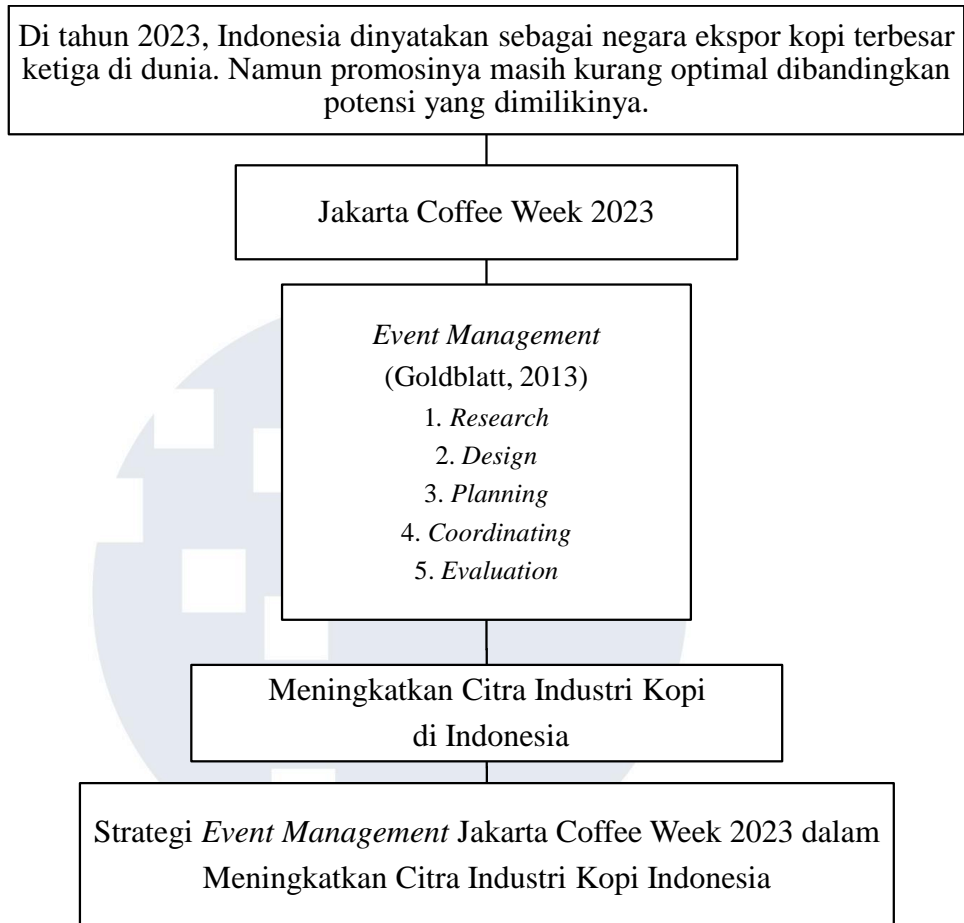 Di tahun 2023, Indonesia dinyatakan sebagai negara ekspor kopi terbesar
ketiga di dunia. Namun promosinya masih kurang optimal dibandingkan
potensi yang dimilikinya.
Jakarta Coffee Week 2023
Event Management
(Goldblatt, 2013)
1. Research
2. Design
3. Planning
4. Coordinating
5. Evaluation
Meningkatkan Citra Industri Kopi
di Indonesia
Strategi Event Management Jakarta Coffee Week 2023 dalam
Meningkatkan Citra Industri Kopi Indonesia